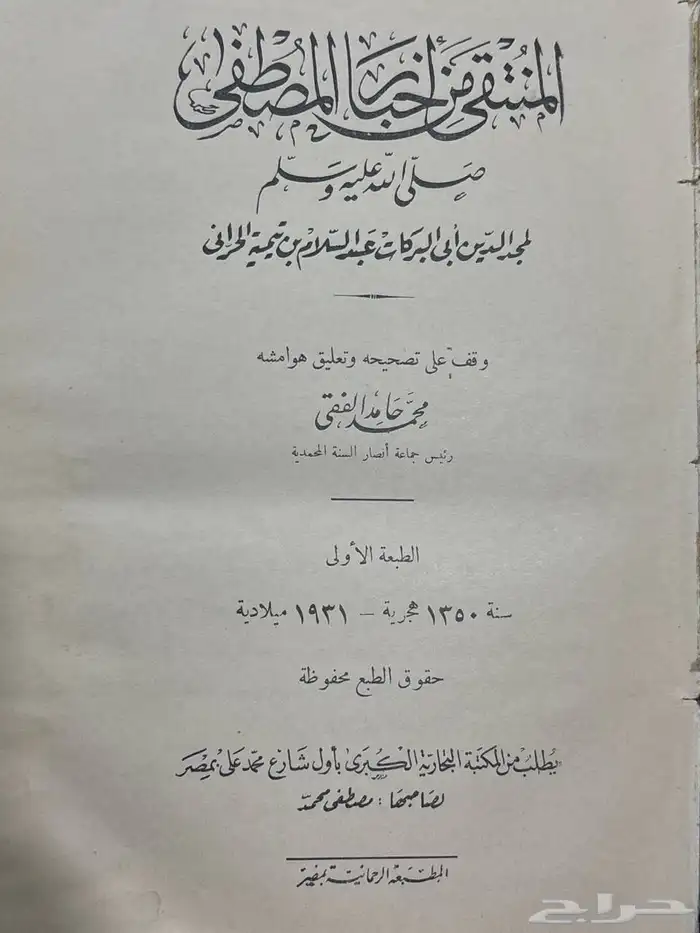 المنتقى من أخبار المصطفى
صلى الله عليه وسلم
لمجد الدين أبي البركات عبد السلام بن تيمية الحراني
وقف على تصحيحه وتعليق هوامشه
محمد حامد الفقي
رئيس جماعة أنصار السنة المحمدية
الطبعة الأولى
سنة ١٣٥٠ هجرية – ١٩٣١ ميلادية
حقوق الطبع محفوظة
يطلب من المكتبة التجارية الكبرى بأول شارع محمد على بمصر
لصاحبها : مصطفى محمد
المطبعة الرحمانية بمصر
حراج